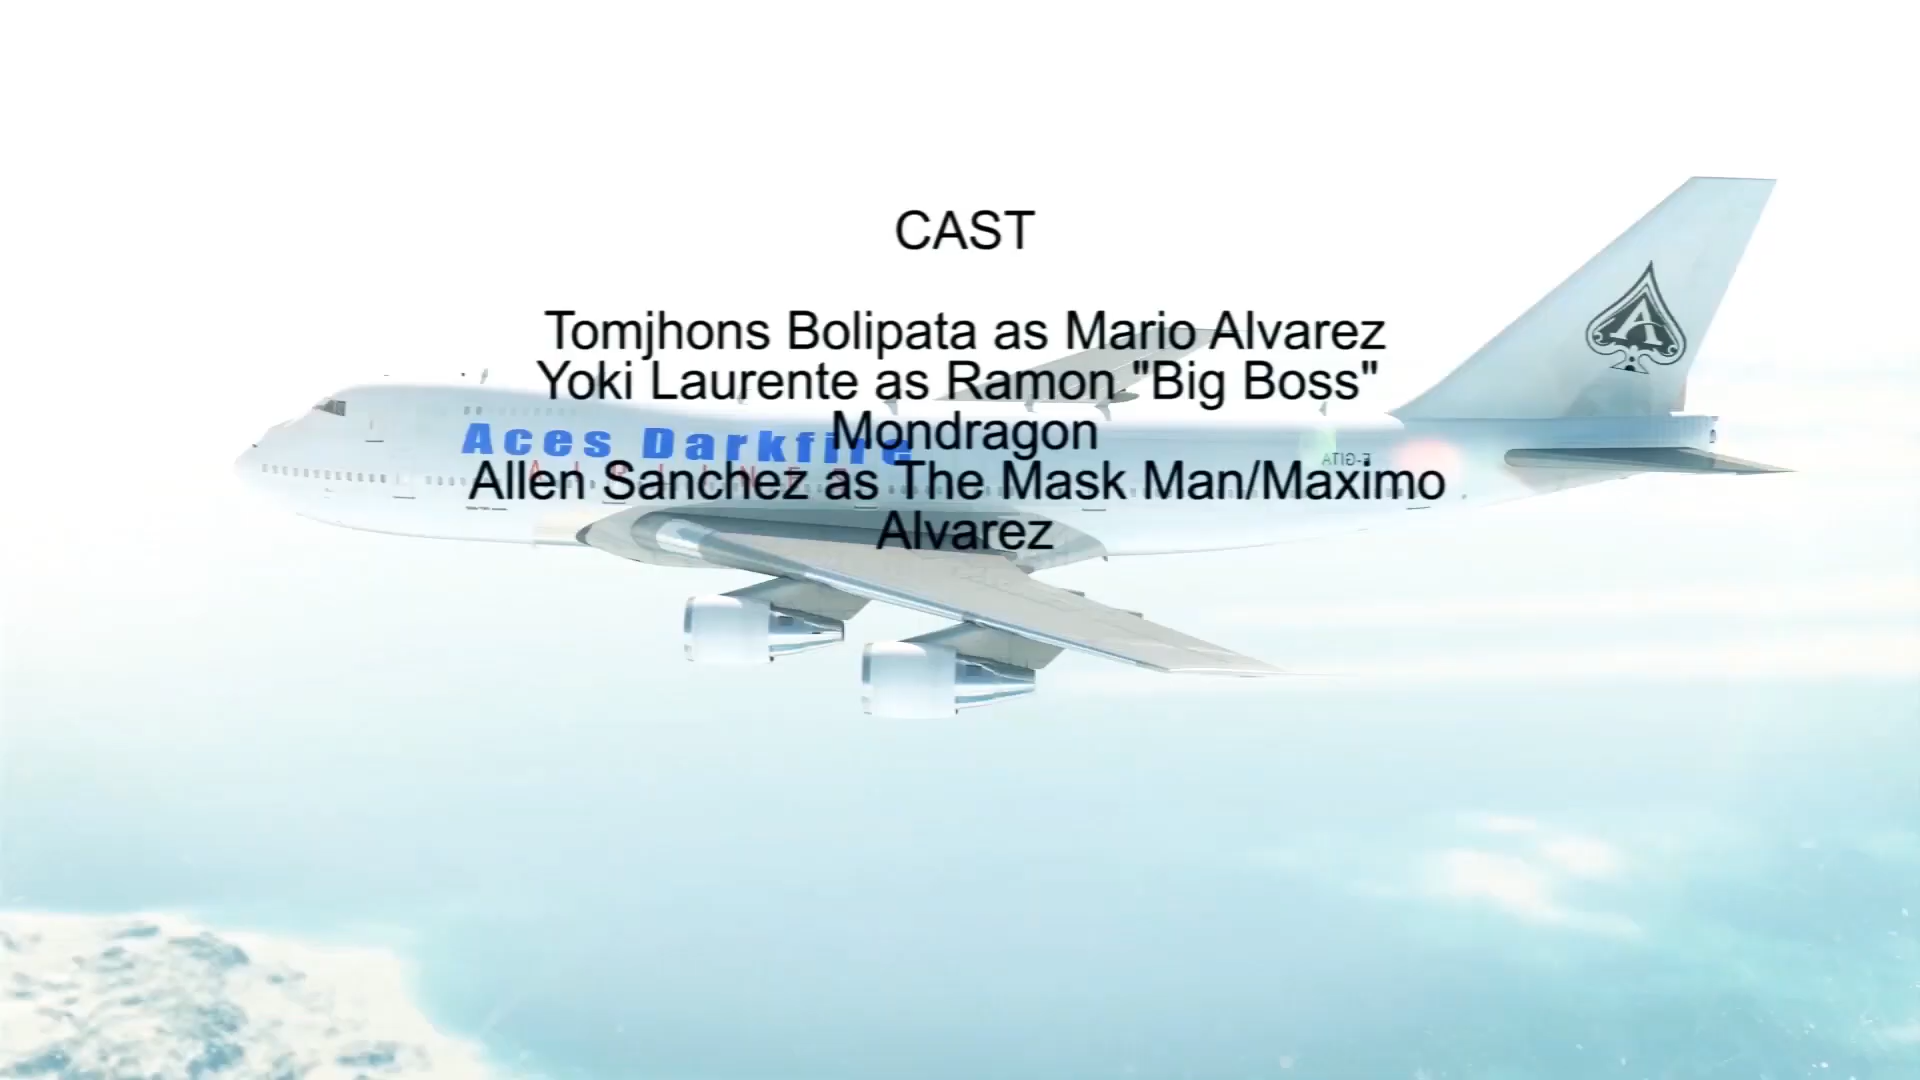 CAST
Tomjhons Bolipata as Mario Alvarez
Yoki Laurente as Ramon "Big Boss"
Mondragon
Allen Sanchez as The Mask Man/Maximo
Alvarez
Aces Darkfire
AIRLINES
A